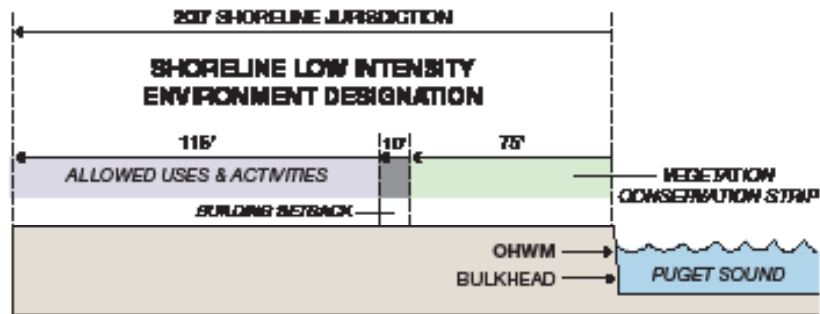 200' SHORELINE JURISDICTION
SHORELINE LOW INTENSITY
ENVIRONMENT DESIGNATION
115' 10' 75'
ALLOWED USES & ACTIVITIES
VEGETATION
CONSERVATION STRIP
BUILDING SETBACK
OHWM
BULKHEAD
PUGET SOUND